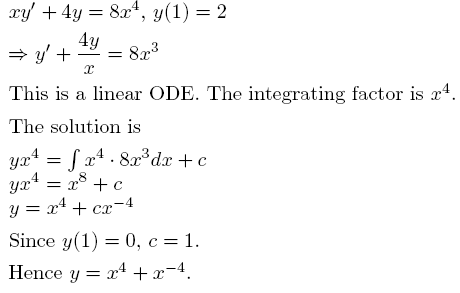 xy′ + 4y = 8x⁴, y(1) = 2
⇒ y′ + 4y/x = 8x³
This is a linear ODE. The integrating factor is x⁴.
The solution is
yx⁴ = ∫ x⁴ · 8x³dx + c
yx⁴ = x⁸ + c
y = x⁴ + cx⁻⁴
Since y(1) = 0, c = 1.
Hence y = x⁴ + x⁻⁴.